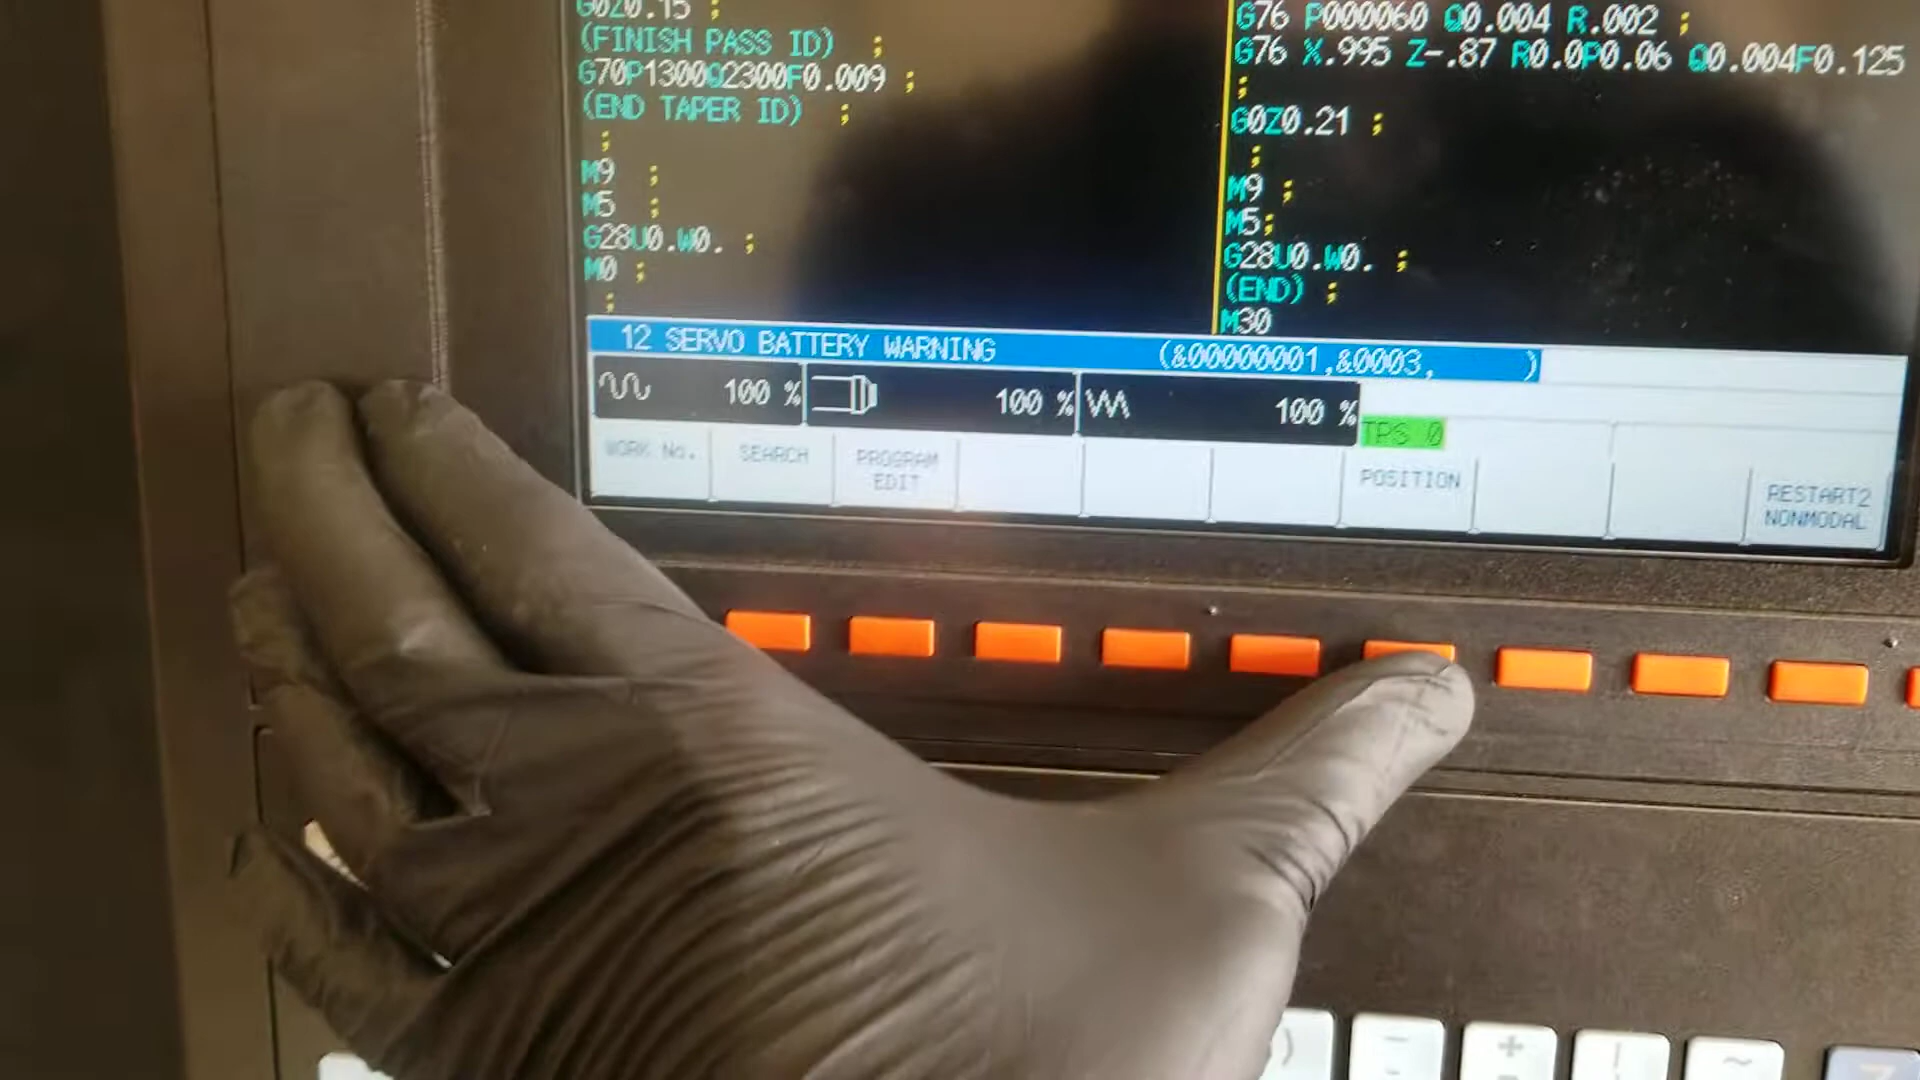 G0Z0.15 ;
(FINISH PASS ID) ;
G70P1300Q2300F0.009 ;
(END TAPER ID) ;
;
M9 ;
M5 ;
G28U0.W0. ;
M0 ;
;
G76 P000060 Q0.004 R.002 ;
G76 X.995 Z-.87 R0.0P0.06 Q0.004F0.125
;
G0Z0.21 ;
;
M9 ;
M5;
G28U0.W0. ;
(END) ;
M30
12 SERVO BATTERY WARNING (&00000001,&0003, )
100 % 100 % 100 %
TPS 0
WORK No. SEARCH PROGRAM EDIT POSITION RESTART2 NONMODAL
) - + ~